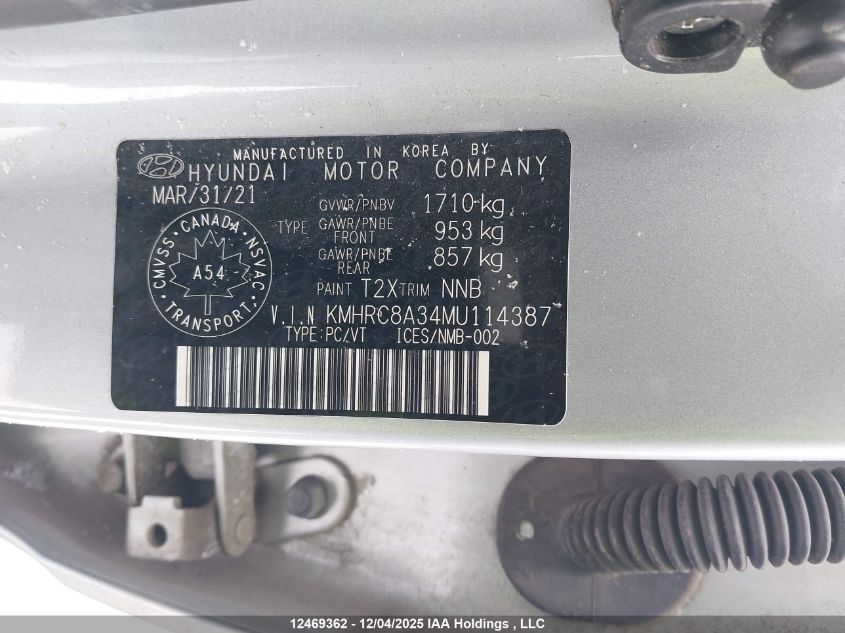 MANUFACTURED IN KOREA BY
HYUNDAI MOTOR COMPANY
MAR/31/21
GVWR/PNBV 1710 kg
TYPE GAWR/PNBE FRONT 953 kg
GAWR/PNBE REAR 857 kg
CANADA
CMVSS NSVAC
A54
TRANSPORT
PAINT T2X TRIM NNB
V.I.N KMHRC8A34MU114387
TYPE:PC/VT ICES/NMB-002
12469362 - 12/04/2025 IAA Holdings , LLC